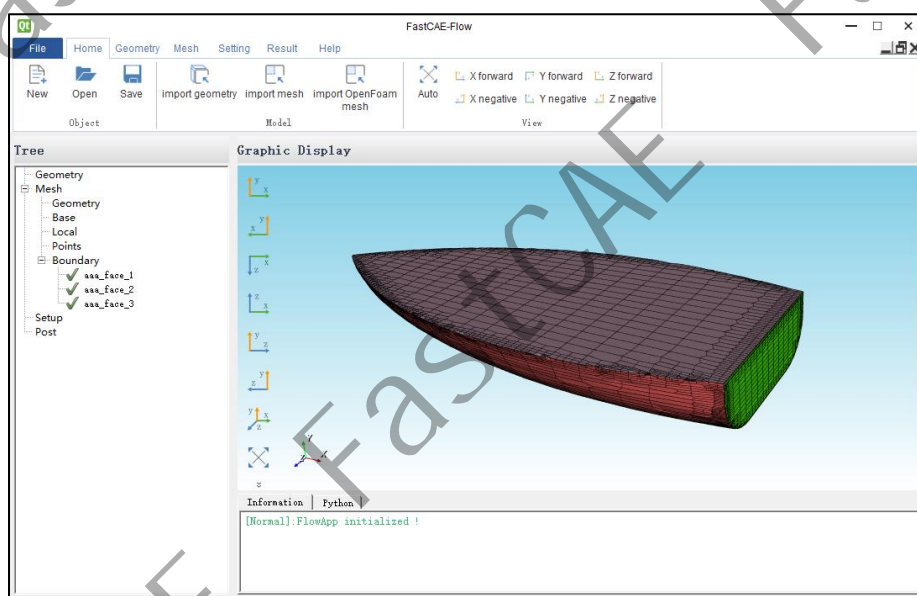 Qt FastCAE-Flow
File Home Geometry Mesh Setting Result Help
New Open Save import geometry import mesh import OpenFoam mesh Auto X forward Y forward Z forward
X negative Y negative Z negative
Object Model View
Tree
Graphic Display
Geometry
Mesh
Geometry
Base
Local
Points
Boundary
aaa_face_1
aaa_face_2
aaa_face_3
Setup
Post
y x
x y
x z
z x
y z
y z
y x z
Y X Z
Information Python
[Normal]:FlowApp initialized !
FastCAE